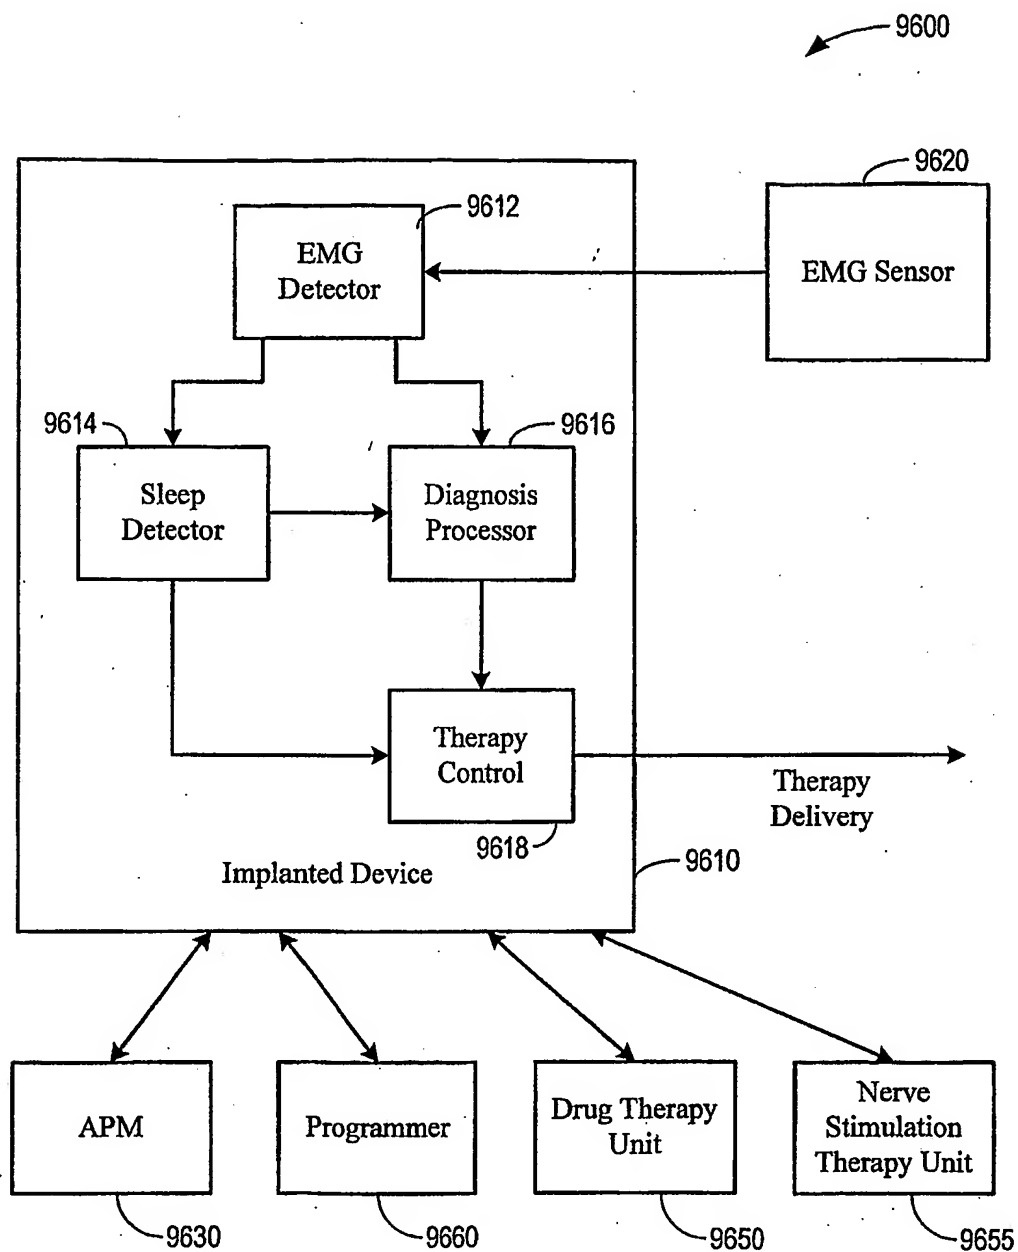 9600
9620
9612
EMG
Detector
EMG Sensor
9614
9616
Sleep
Detector
Diagnosis
Processor
Therapy
Control
Therapy
Delivery
9618
9610
Implanted Device
APM
Programmer
Drug Therapy
Unit
Nerve
Stimulation
Therapy Unit
9630
9660
9650
9655